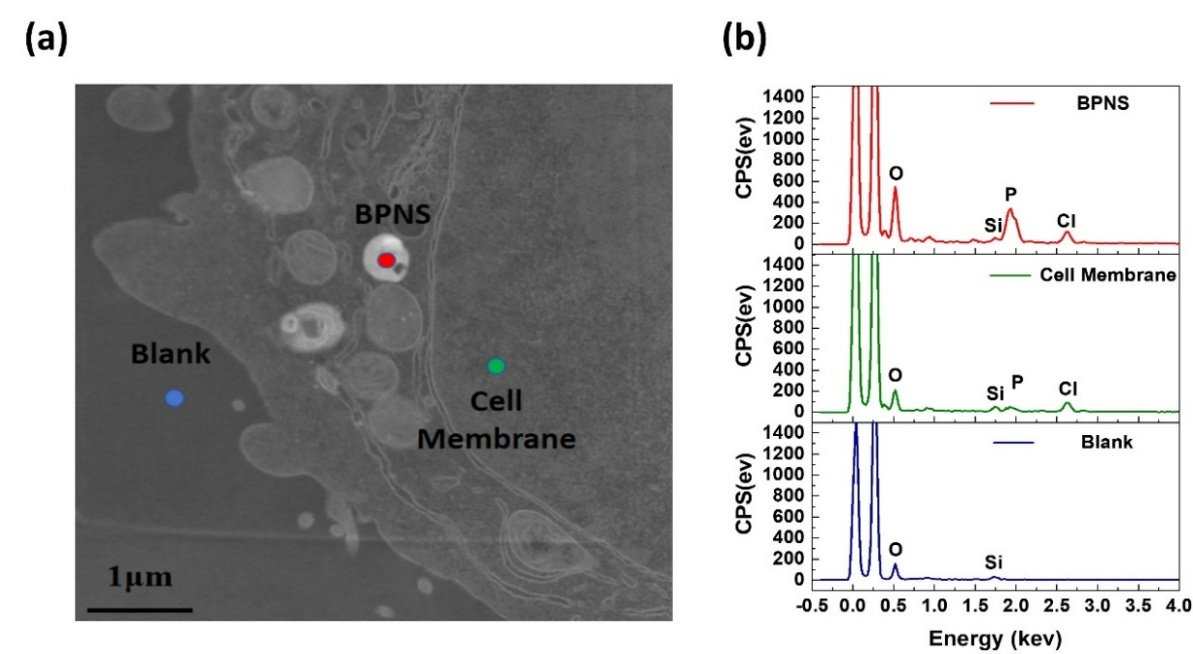 (a)
BPNS
Blank
Cell
Membrane
1μm
(b)
1400
1200
1000
800
600
400
200
0
CPS(ev)
BPNS
O
Si
P
Cl
1400
1200
1000
800
600
400
200
0
CPS(ev)
Cell Membrane
O
Si
P
Cl
1400
1200
1000
800
600
400
200
0
CPS(ev)
Blank
O
Si
-0.5 0.0 0.5 1.0 1.5 2.0 2.5 3.0 3.5 4.0
Energy (kev)